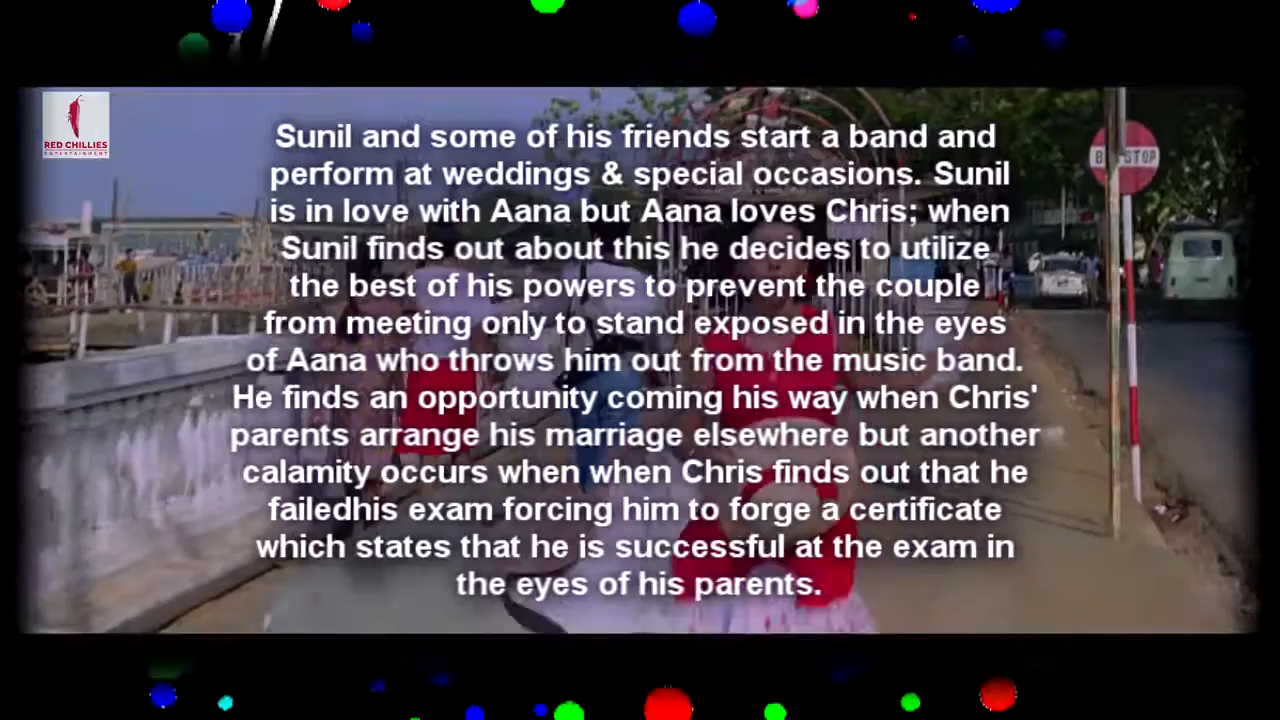 RED CHILLIES
ENTERTAINMENT
Sunil and some of his friends start a band and
perform at weddings & special occasions. Sunil
is in love with Aana but Aana loves Chris; when
Sunil finds out about this he decides to utilize
the best of his powers to prevent the couple
from meeting only to stand exposed in the eyes
of Aana who throws him out from the music band.
He finds an opportunity coming his way when Chris'
parents arrange his marriage elsewhere but another
calamity occurs when when Chris finds out that he
failedhis exam forcing him to forge a certificate
which states that he is successful at the exam in
the eyes of his parents.
STOP